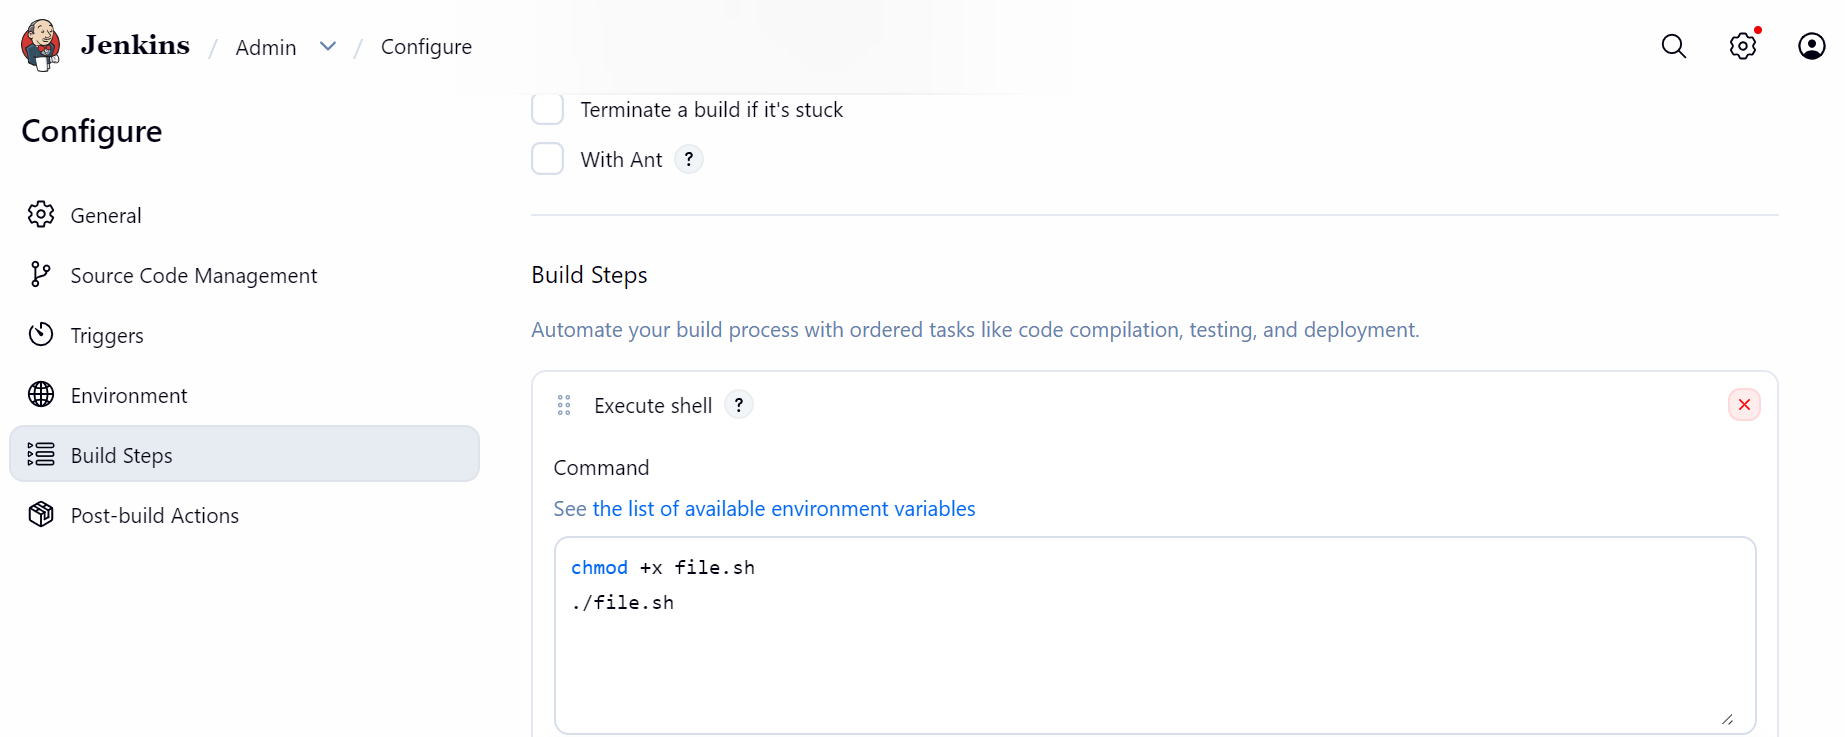 Jenkins / Admin / Configure
Configure
General
Source Code Management
Triggers
Environment
Build Steps
Post-build Actions
Terminate a build if it's stuck
With Ant ?
Build Steps
Automate your build process with ordered tasks like code compilation, testing, and deployment.
Execute shell ?
Command
See the list of available environment variables
chmod +x file.sh
./file.sh